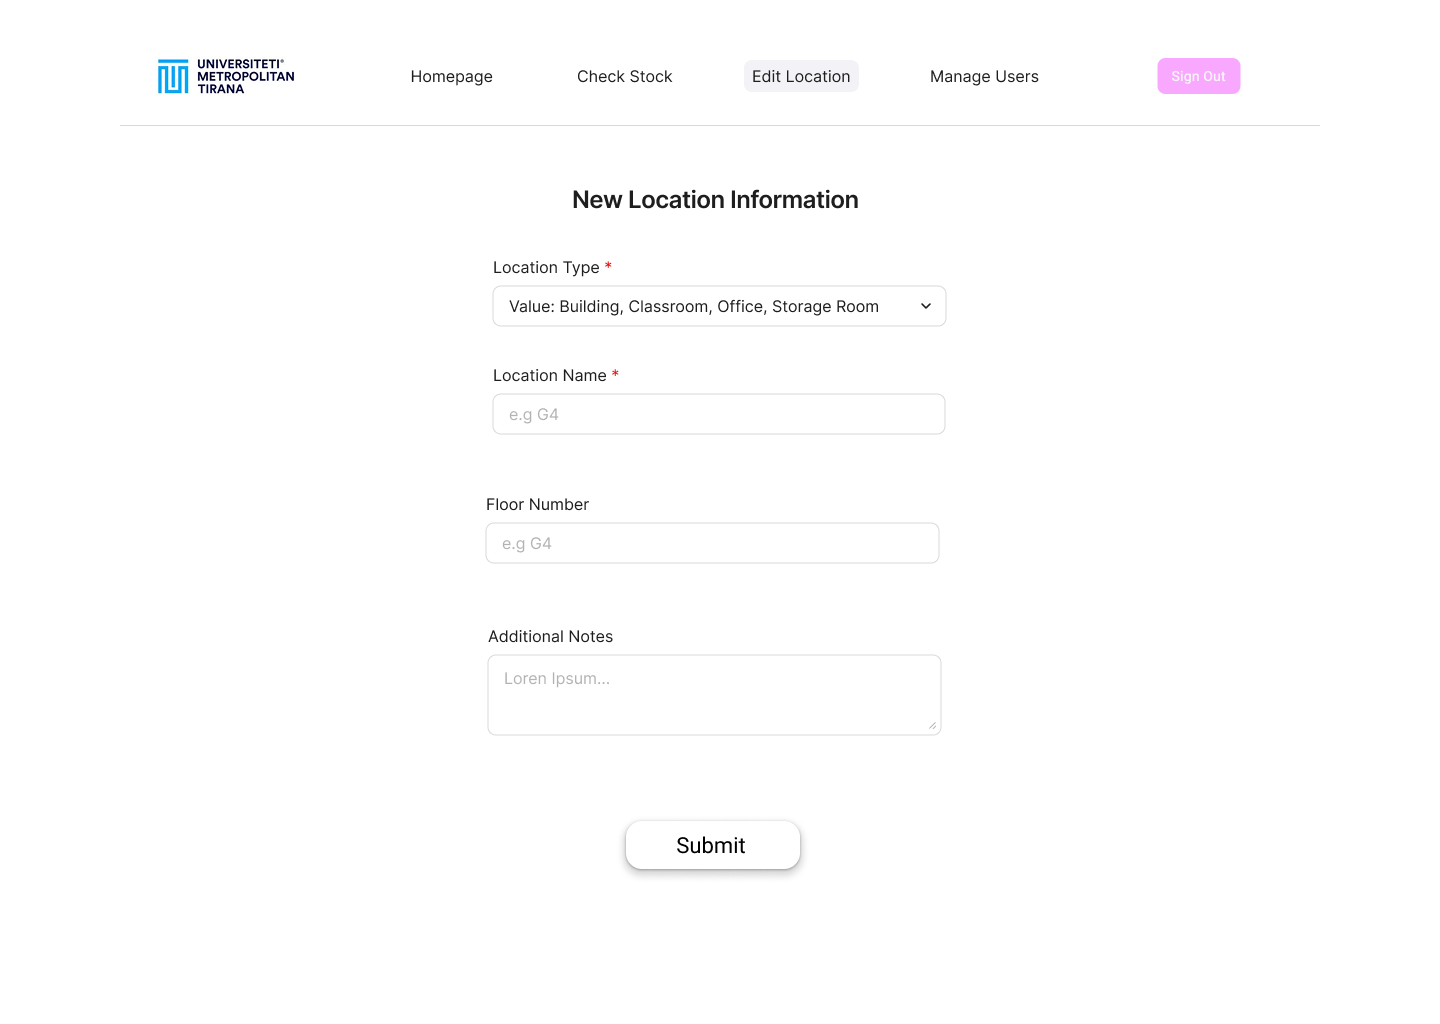 UNIVERSITETI®
METROPOLITAN
TIRANA
Homepage
Check Stock
Edit Location
Manage Users
Sign Out
New Location Information
Location Type *
Value: Building, Classroom, Office, Storage Room
Location Name *
e.g G4
Floor Number
e.g G4
Additional Notes
Loren Ipsum...
Submit